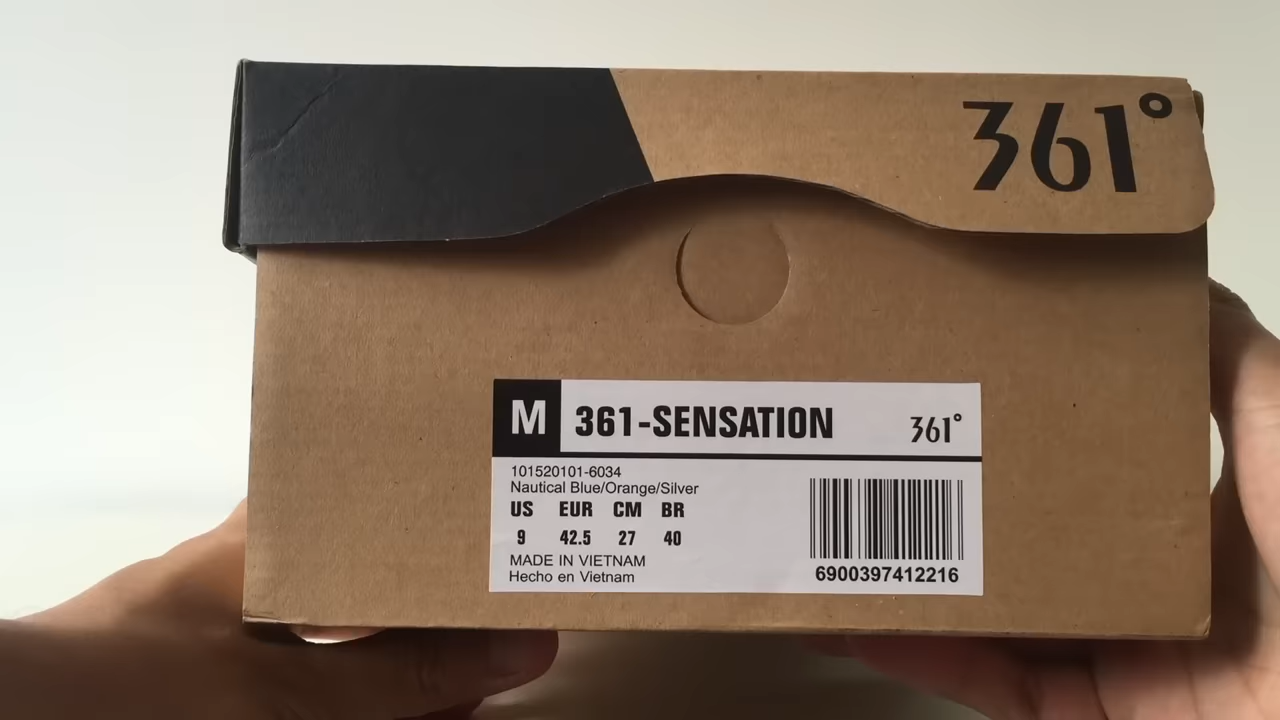 361°
M 361-SENSATION 361°
101520101-6034
Nautical Blue/Orange/Silver
US EUR CM BR
9 42.5 27 40
MADE IN VIETNAM
Hecho en Vietnam
6900397412216